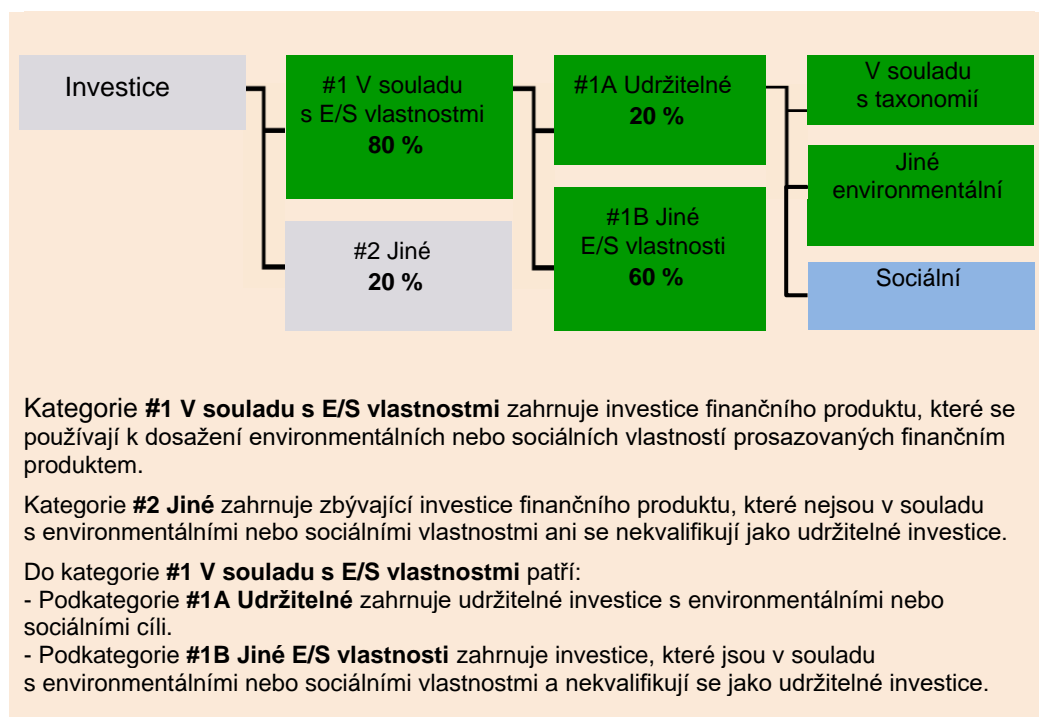 Investice
#1 V souladu
s E/S vlastnostmi
80 %
#2 Jiné
20 %
#1A Udržitelné
20 %
#1B Jiné
E/S vlastnosti
60 %
V souladu
s taxonomií
Jiné
environmentální
Sociální
Kategorie #1 V souladu s E/S vlastnostmi zahrnuje investice finančního produktu, které se
používají k dosažení environmentálních nebo sociálních vlastností prosazovaných finančním
produktem.
Kategorie #2 Jiné zahrnuje zbývající investice finančního produktu, které nejsou v souladu
s environmentálními nebo sociálními vlastnostmi ani se nekvalifikují jako udržitelné investice.
Do kategorie #1 V souladu s E/S vlastnostmi patří:
- Podkategorie #1A Udržitelné zahrnuje udržitelné investice s environmentálními nebo
sociálními cíli.
- Podkategorie #1B Jiné E/S vlastnosti zahrnuje investice, které jsou v souladu
s environmentálními nebo sociálními vlastnostmi a nekvalifikují se jako udržitelné investice.